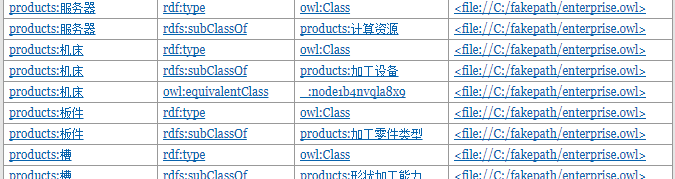 products:服务器 rdf:type owl:Class <file://C:/fakepath/enterprise.owl>
products:服务器 rdfs:subClassOf products:计算资源 <file://C:/fakepath/enterprise.owl>
products:机床 rdf:type owl:Class <file://C:/fakepath/enterprise.owl>
products:机床 rdfs:subClassOf products:加工设备 <file://C:/fakepath/enterprise.owl>
products:机床 owl:equivalentClass _:node1b4nvqla8x9 <file://C:/fakepath/enterprise.owl>
products:板件 rdf:type owl:Class <file://C:/fakepath/enterprise.owl>
products:板件 rdfs:subClassOf products:加工零件类型 <file://C:/fakepath/enterprise.owl>
products:槽 rdf:type owl:Class <file://C:/fakepath/enterprise.owl>
products:槽 rdfs:subClassOf products:形状加工能力 <file://C:/fakepath/enterprise.owl>